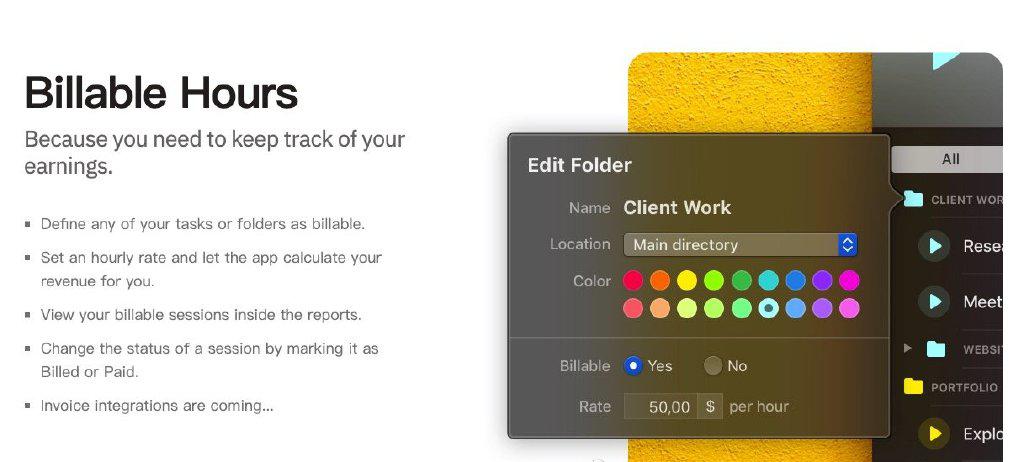 Billable Hours
Because you need to keep track of your
earnings.
▪ Define any of your tasks or folders as billable.
▪ Set an hourly rate and let the app calculate your
revenue for you.
▪ View your billable sessions inside the reports.
▪ Change the status of a session by marking it as
Billed or Paid.
▪ Invoice integrations are coming...
Edit Folder
Name Client Work
Location Main directory
Color
Billable Yes No
Rate 50,00 $ per hour
All
CLIENT WOR
Resea
Meet
WEBSI
PORTFOLIO
Explo